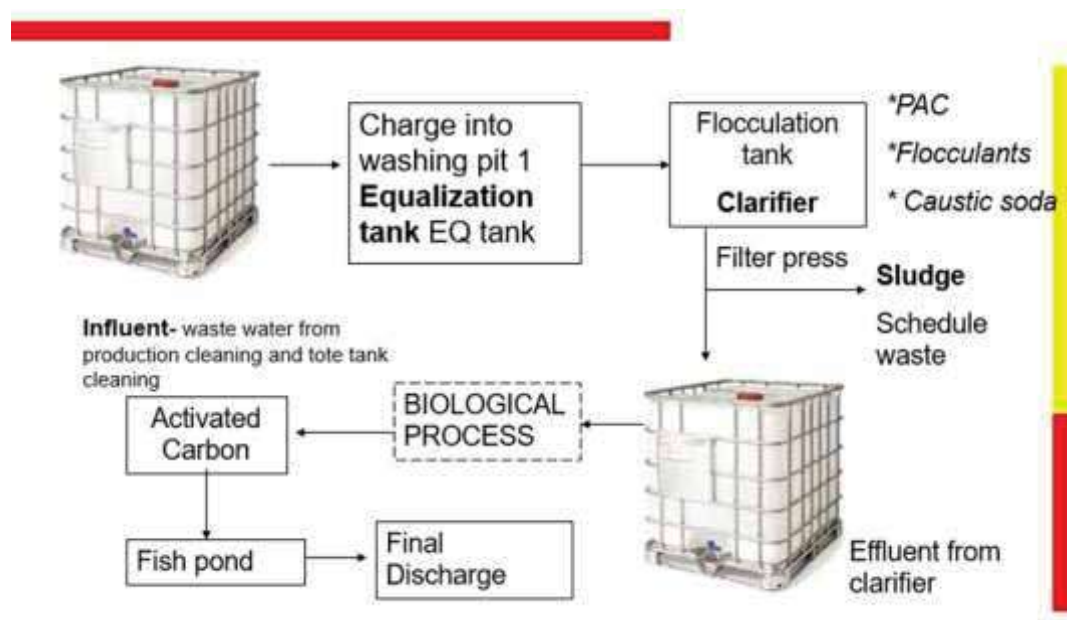 Charge into
washing pit 1
Equalization
tank EQ tank
Flocculation
tank
Clarifier
*PAC
*Flocculants
* Caustic soda
Filter press
Sludge
Schedule
waste
Influent- waste water from
production cleaning and tote tank
cleaning
Effluent from
clarifier
BIOLOGICAL
PROCESS
Activated
Carbon
Fish pond
Final
Discharge